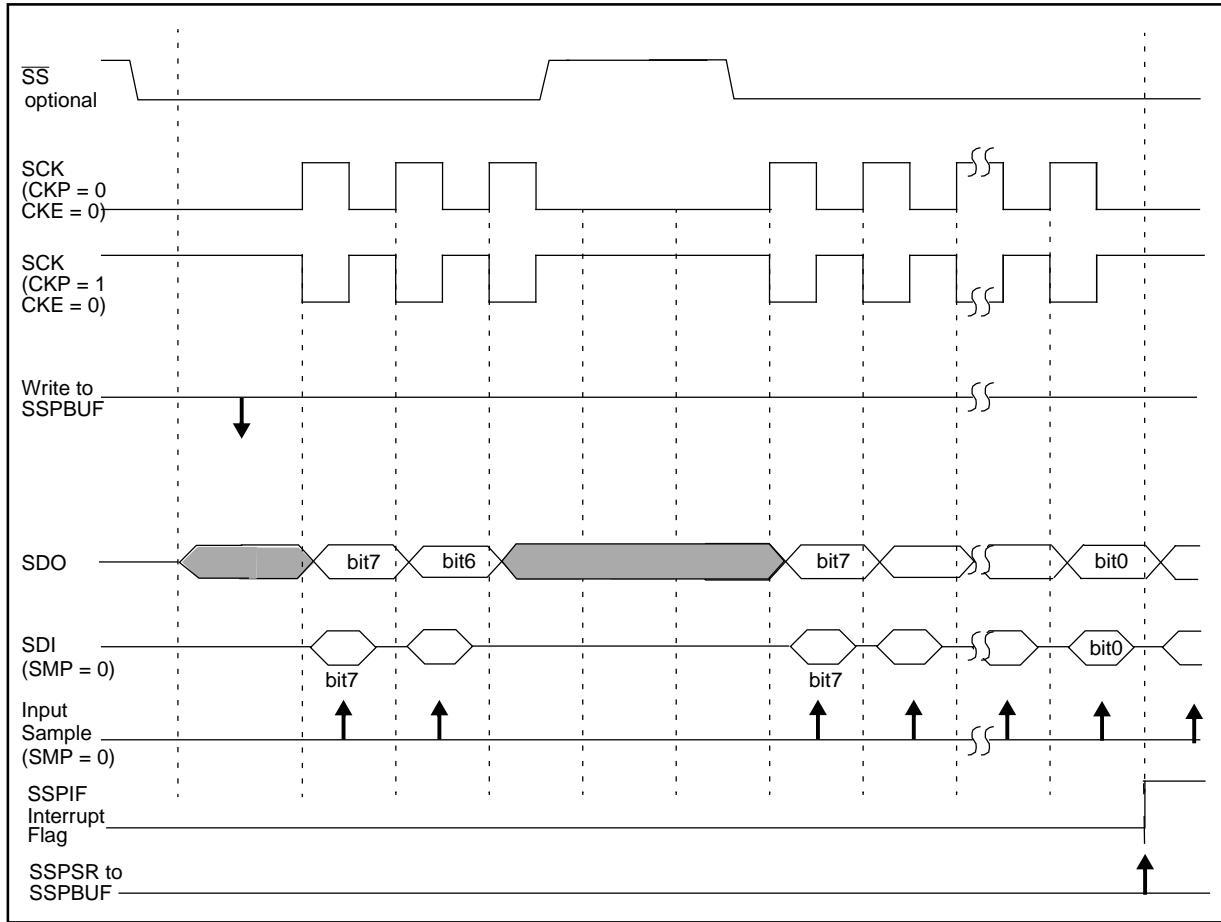 SS
optional
SCK
(CKP = 0
CKE = 0)
SCK
(CKP = 1
CKE = 0)
Write to
SSPBUF
SDO
bit7
bit6
bit7
bit0
SDI
(SMP = 0)
bit7
bit7
bit0
Input
Sample
(SMP = 0)
SSPIF
Interrupt
Flag
SSPSR to
SSPBUF